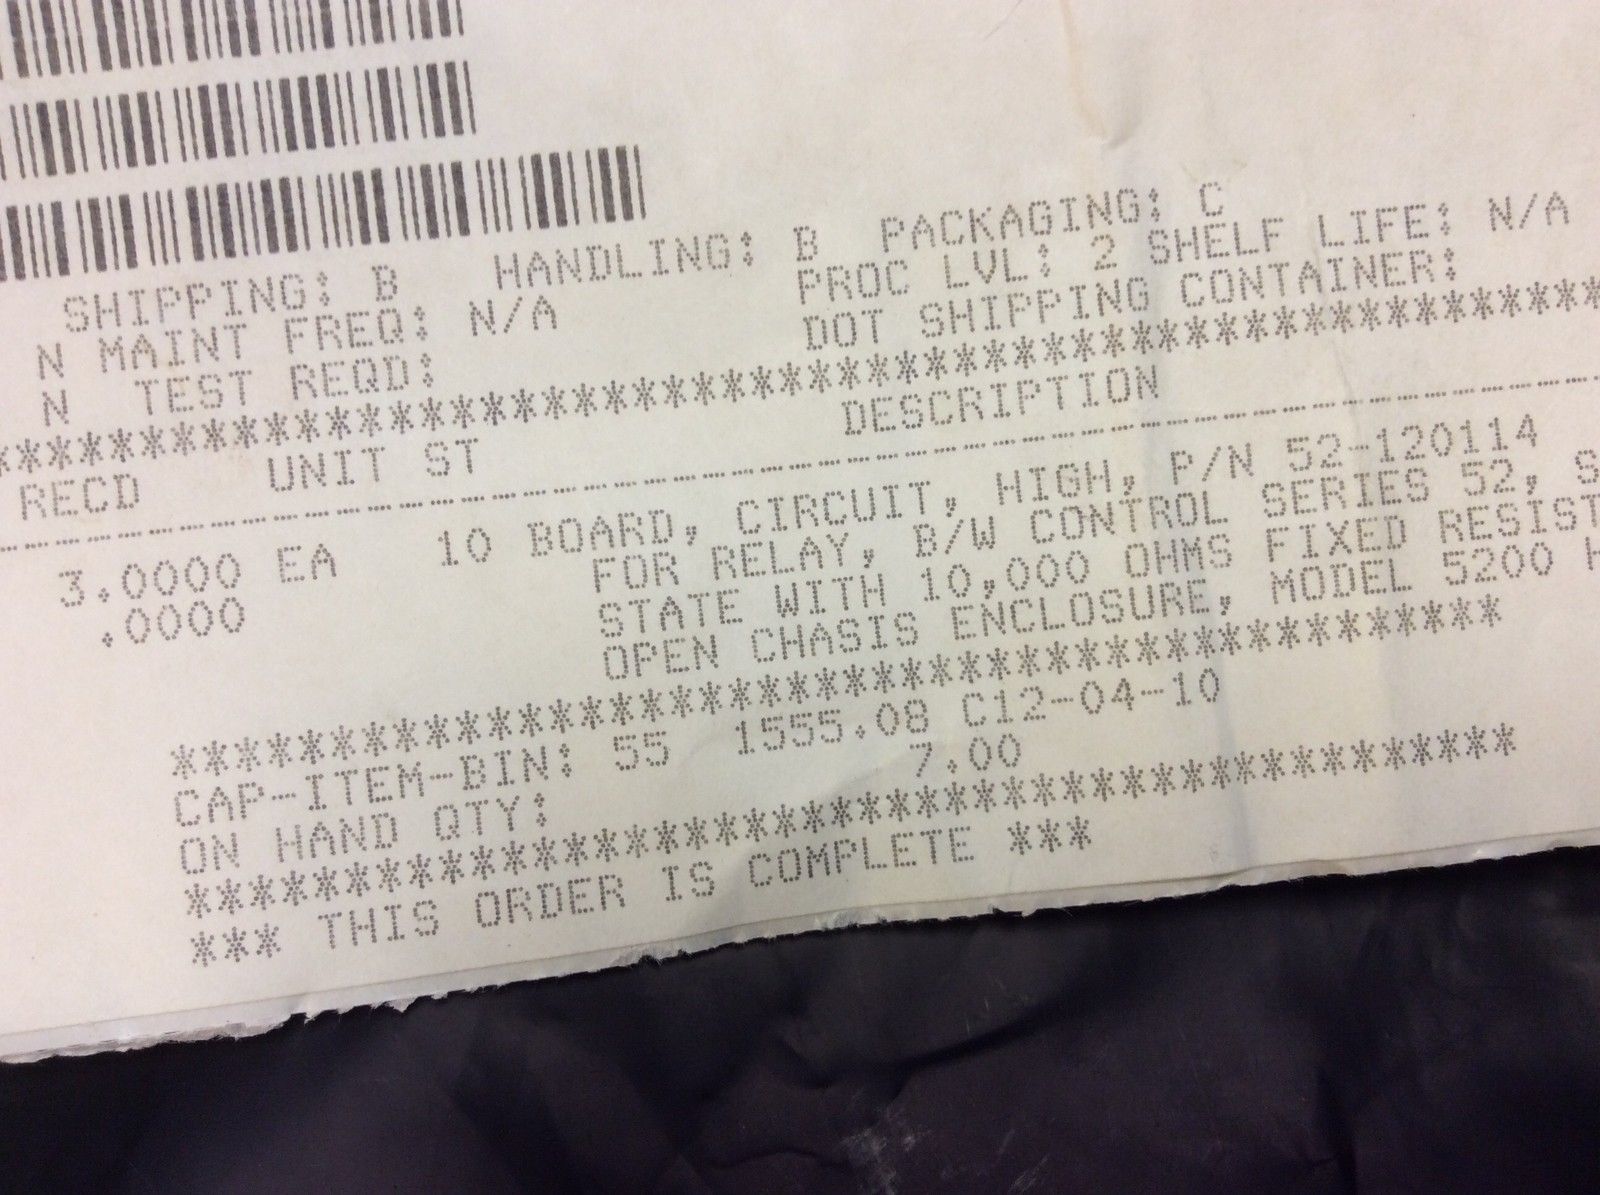 SHIPPING: B HANDLING: B PACKAGING: C
N MAINT FREQ: N/A PROC LVL: 2 SHELF LIFE: N/A
N TEST REQD: DOT SHIPPING CONTAINER:
************************************************
RECD UNIT ST DESCRIPTION
3.0000 EA 10 BOARD, CIRCUIT, HIGH, P/N 52-120114
.0000 FOR RELAY, B/W CONTROL SERIES 52, S
STATE WITH 10,000 OHMS FIXED RESIST
OPEN CHASIS ENCLOSURE, MODEL 5200 H
******************************************
CAP-ITEM-BIN: 55 1555.08 C12-04-10
ON HAND QTY: 7.00
******************************************
*** THIS ORDER IS COMPLETE ***